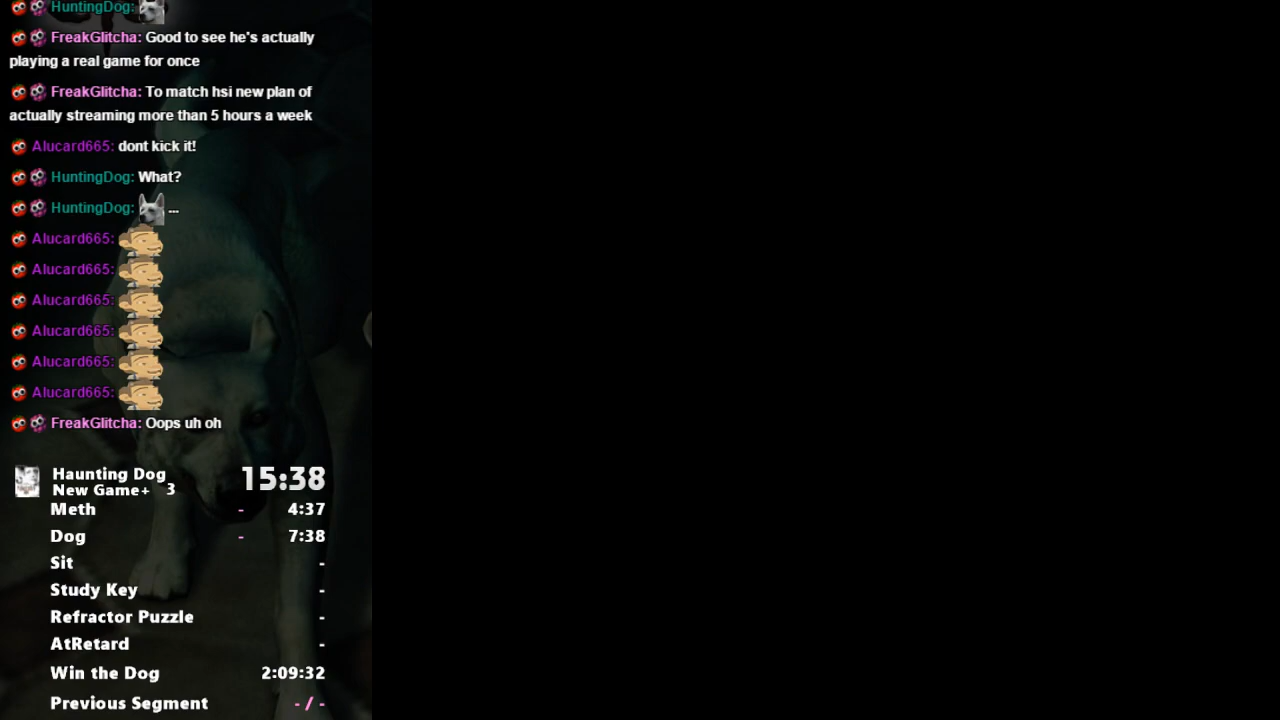 HuntingDog:
FreakGlitcha: Good to see he's actually
playing a real game for once
FreakGlitcha: To match hsi new plan of
actually streaming more than 5 hours a week
Alucard665: dont kick it!
HuntingDog: What?
HuntingDog: ...
Alucard665:
Alucard665:
Alucard665:
Alucard665:
Alucard665:
Alucard665:
FreakGlitcha: Oops uh oh
Haunting Dog 15:38
New Game+ 3
Meth - 4:37
Dog - 7:38
Sit -
Study Key -
Refractor Puzzle -
AtRetard -
Win the Dog 2:09:32
Previous Segment - / -